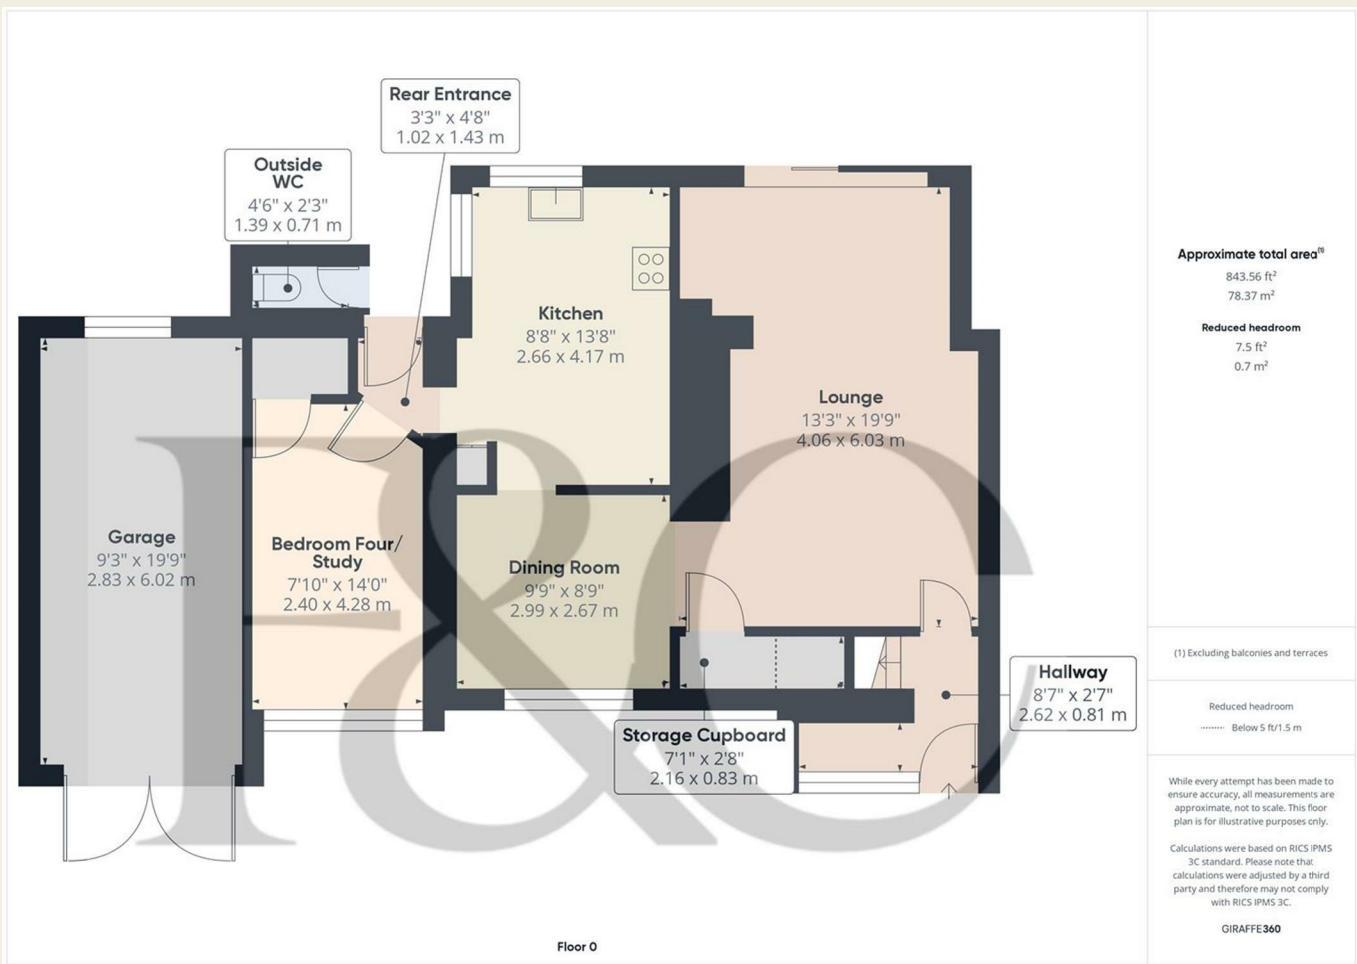 Rear Entrance
3'3" x 4'8"
1.02 x 1.43 m
Outside
WC
4'6" x 2'3"
1.39 x 0.71 m
Kitchen
8'8" x 13'8"
2.66 x 4.17 m
Lounge
13'3" x 19'9"
4.06 x 6.03 m
Garage
9'3" x 19'9"
2.83 x 6.02 m
Bedroom Four/
Study
7'10" x 14'0"
2.40 x 4.28 m
Dining Room
9'9" x 8'9"
2.99 x 2.67 m
Hallway
8'7" x 2'7"
2.62 x 0.81 m
Storage Cupboard
7'1" x 2'8"
2.16 x 0.83 m
F&C
Floor 0
Approximate total area⁽¹⁾
843.56 ft²
78.37 m²
Reduced headroom
7.5 ft²
0.7 m²
(1) Excluding balconies and terraces
Reduced headroom
Below 5 ft/1.5 m
While every attempt has been made to
ensure accuracy, all measurements are
approximate, not to scale. This floor
plan is for illustrative purposes only.
Calculations were based on RICS IPMS
3C standard. Please note that
calculations were adjusted by a third
party and therefore may not comply
with RICS IPMS 3C.
GIRAFFE360